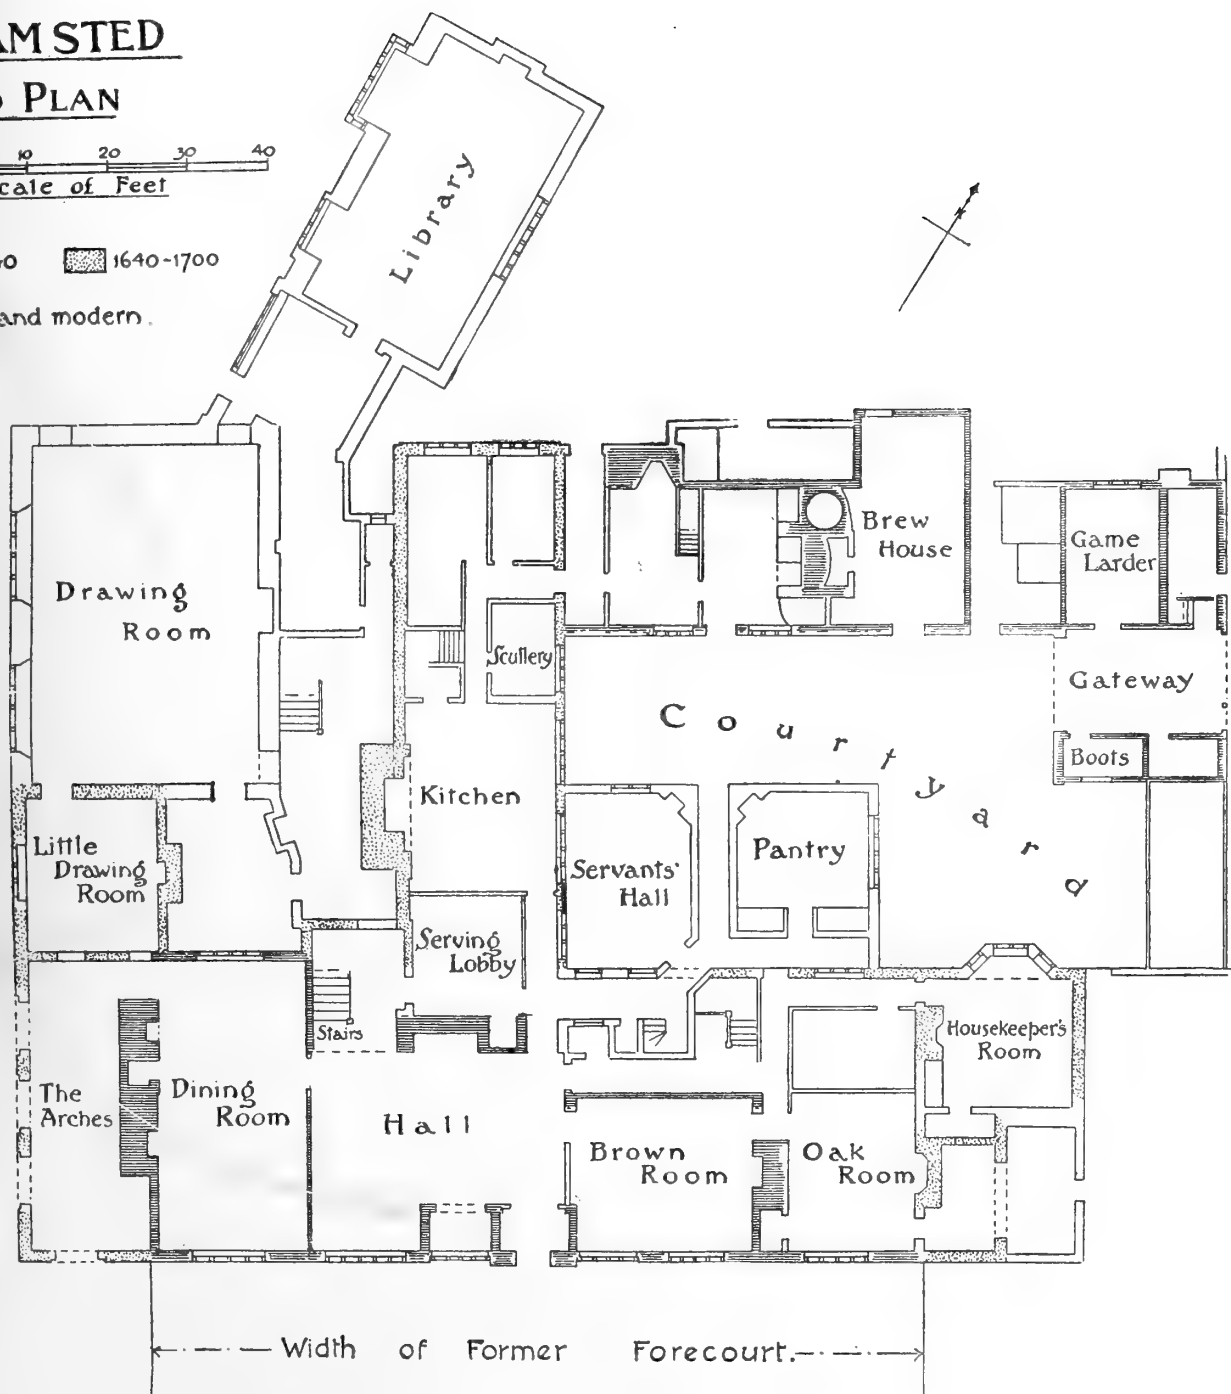 AMSTED
PLAN
10 20 30 40
cale of Feet
40 1640-1700
and modern.
N
Library
Brew
House
Game
Larder
Drawing
Room
Scullery
Gateway
Courtyard
Boots
Kitchen
Little
Drawing
Room
Servants'
Hall
Pantry
Serving
Lobby
Stairs
Housekeeper's
Room
The
Arches
Dining
Room
Hall
Brown
Room
Oak
Room
Width of Former Forecourt.